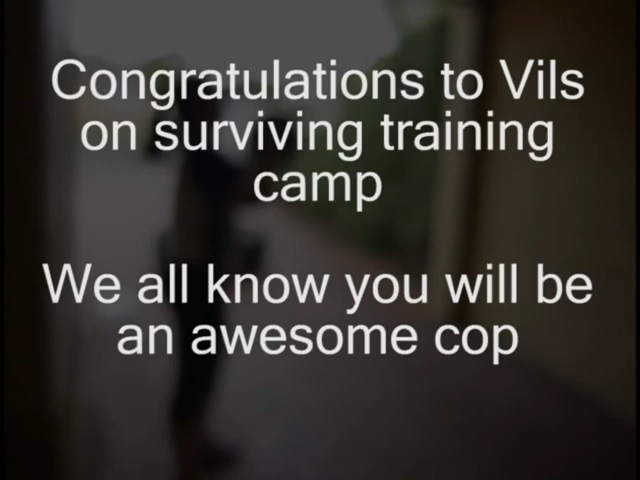 Congratulations to Vils
on surviving training
camp
We all know you will be
an awesome cop